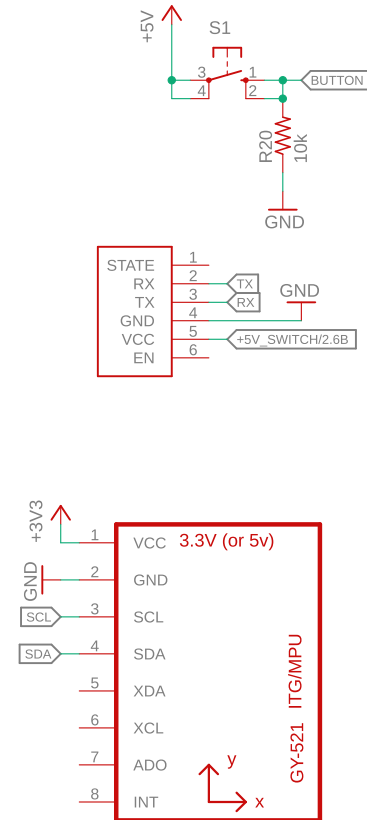 +5V
S1
3
1
4
2
BUTTON
R20
10k
GND
STATE 1
RX 2 TX
TX 3 RX
GND 4 GND
VCC 5 +5V_SWITCH/2.6B
EN 6
+3V3
1 VCC 3.3V (or 5v)
GND 2 GND
SCL 3 SCL
SDA 4 SDA
5 XDA
6 XCL
7 ADO
8 INT
GY-521 ITG/MPU
y
x